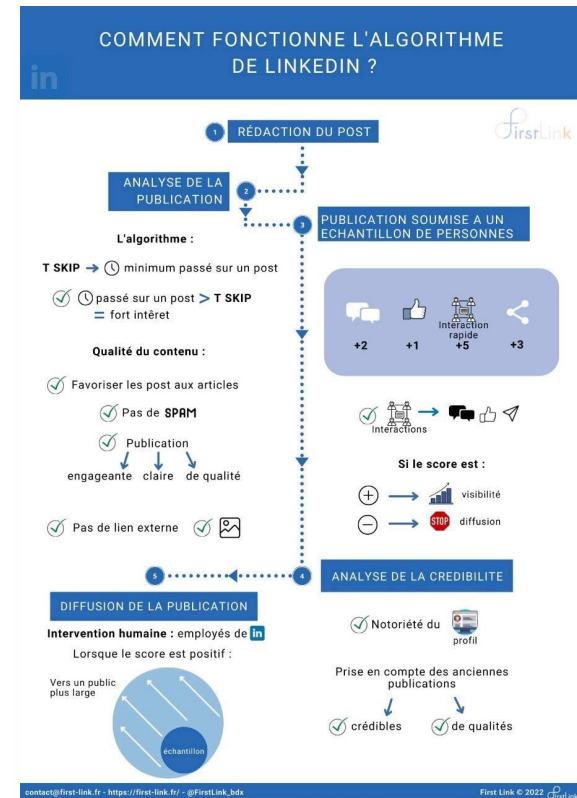 COMMENT FONCTIONNE L'ALGORITHME
DE LINKEDIN ?
in
FirstLink
1
RÉDACTION DU POST
ANALYSE DE LA
PUBLICATION
2
3
PUBLICATION SOUMISE A UN
ECHANTILLON DE PERSONNES
L'algorithme :
T SKIP → minimum passé sur un post
passé sur un post > T SKIP
= fort intêret
Qualité du contenu :
Favoriser les post aux articles
Pas de SPAM
Publication
engageante claire de qualité
Pas de lien externe
Interaction
rapide
+2 +1 +5 +3
Interactions
Si le score est :
+ visibilité
- STOP diffusion
5
4
ANALYSE DE LA CREDIBILITE
DIFFUSION DE LA PUBLICATION
Intervention humaine : employés de in
Lorsque le score est positif :
Vers un public
plus large
échantillon
Notoriété du
profil
Prise en compte des anciennes
publications
crédibles de qualités
contact@first-link.fr - https://first-link.fr/ - @FirstLink_bdx
First Link © 2022 FirstLink